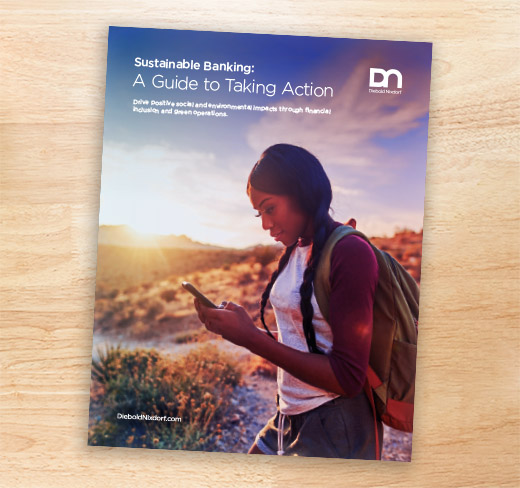 Sustainable Banking:
A Guide to Taking Action
Drive Positive social and environmental impacts through financial
inclusion and green operations.
DN
Diebold Nixdorf
DieboldNixdorf.com